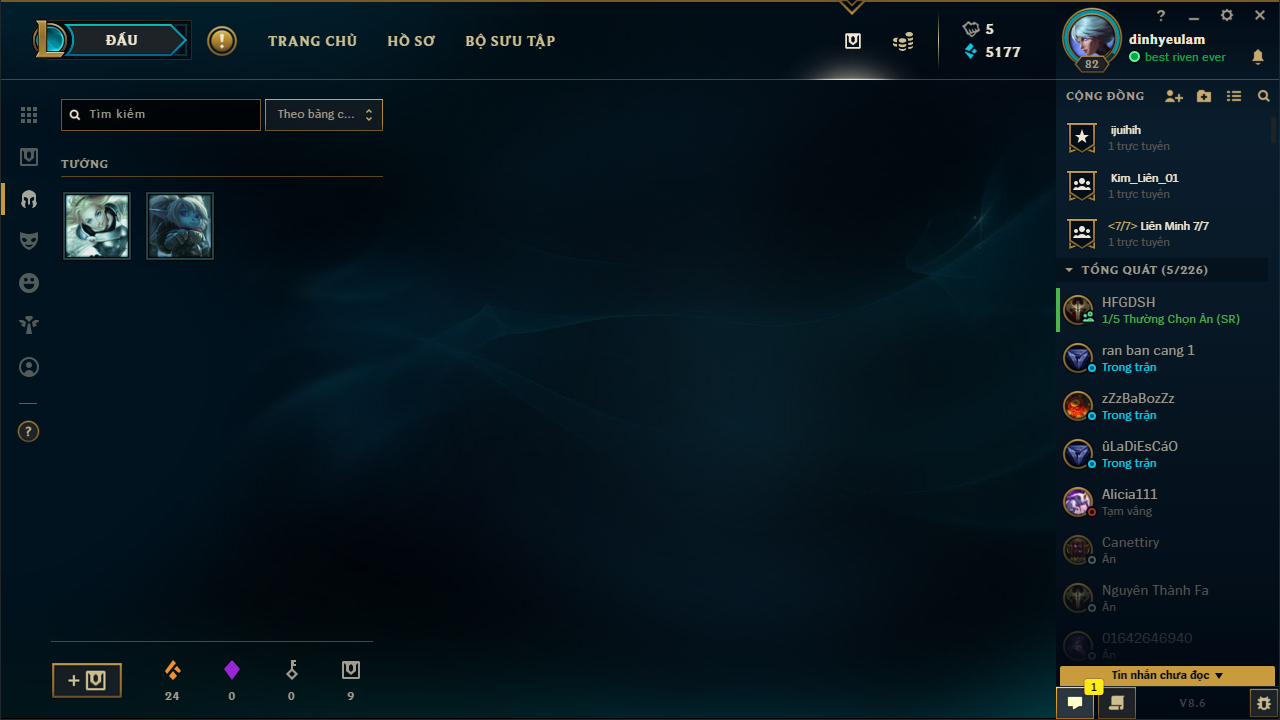 ĐẤU
!
TRANG CHỦ
HỒ SƠ
BỘ SƯU TẬP
5
5177
?
82
dinhyeulam
best riven ever
CỘNG ĐỒNG
Tìm kiếm
Theo bảng c...
TƯỚNG
?
24
0
0
9
ijuihih
1 trực tuyến
Kim_Liên_01
1 trực tuyến
<7/7> Liên Minh 7/7
1 trực tuyến
TỔNG QUÁT (5/226)
HFGDSH
1/5 Thường Chọn Ẩn (SR)
ran ban cang 1
Trong trận
zZzBaBozZz
Trong trận
ûLaDiEsCáO
Trong trận
Alicia111
Tạm vắng
Canettiry
Ẩn
Nguyên Thành Fa
Ẩn
01642646940
Ẩn
Tin nhắn chưa đọc
1
V8.6